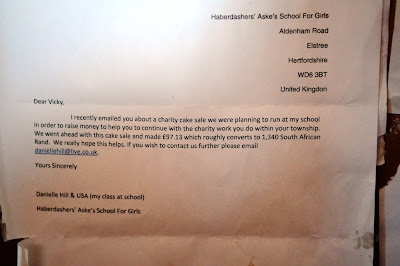 Haberdashers' Aske's School For Girls
Aldenham Road
Elstree
Hertfordshire
WD6 3BT
United Kingdon
Dear Vicky,
I recently emailed you about a charity cake sale we were planning to run at my school
in order to raise money to help you to continue with the charity work you do within your township.
We went ahead with this cake sale and made £97.13 which roughly converts to 1,340 South African
Rand. We really hope this helps. If you wish to contact us further please email
daniellehill@live.co.uk.
Yours Sincerely
Danielle Hill & USA (my class at school)
Haberdashers' Aske's School For Girls